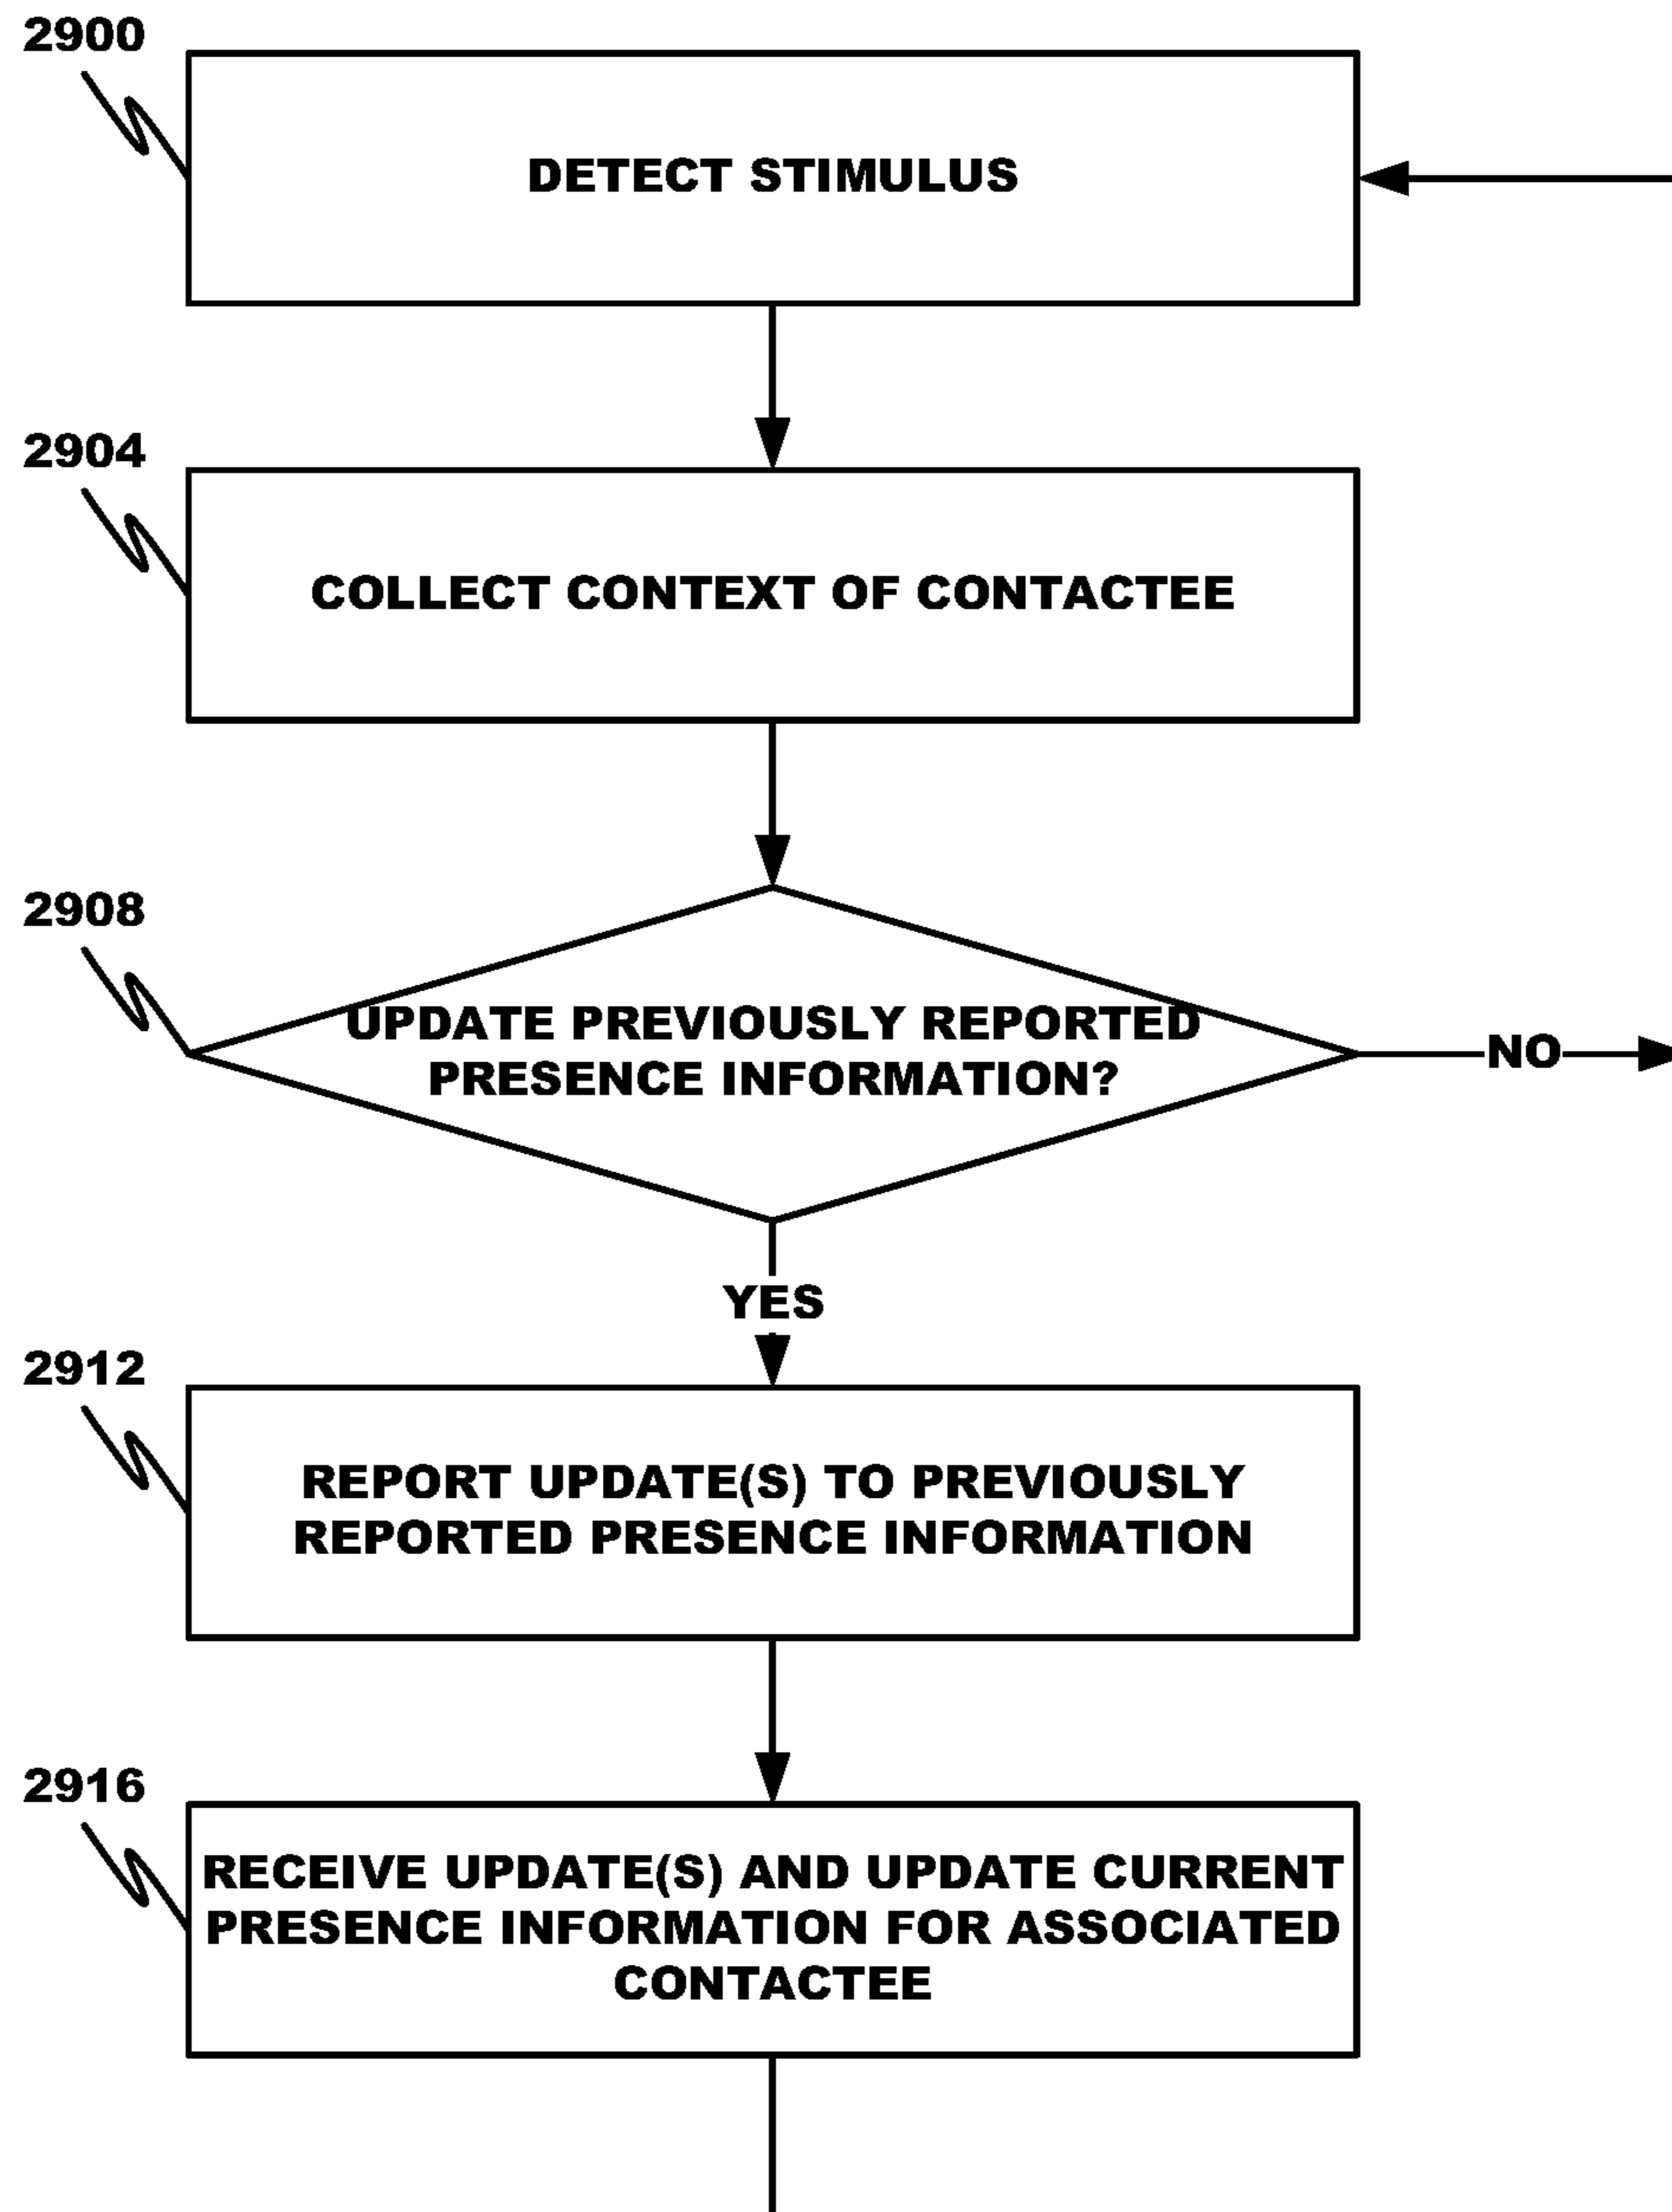 2900
DETECT STIMULUS
2904
COLLECT CONTEXT OF CONTACTEE
2908
UPDATE PREVIOUSLY REPORTED
PRESENCE INFORMATION?
NO
YES
2912
REPORT UPDATE(S) TO PREVIOUSLY
REPORTED PRESENCE INFORMATION
2916
RECEIVE UPDATE(S) AND UPDATE CURRENT
PRESENCE INFORMATION FOR ASSOCIATED
CONTACTEE